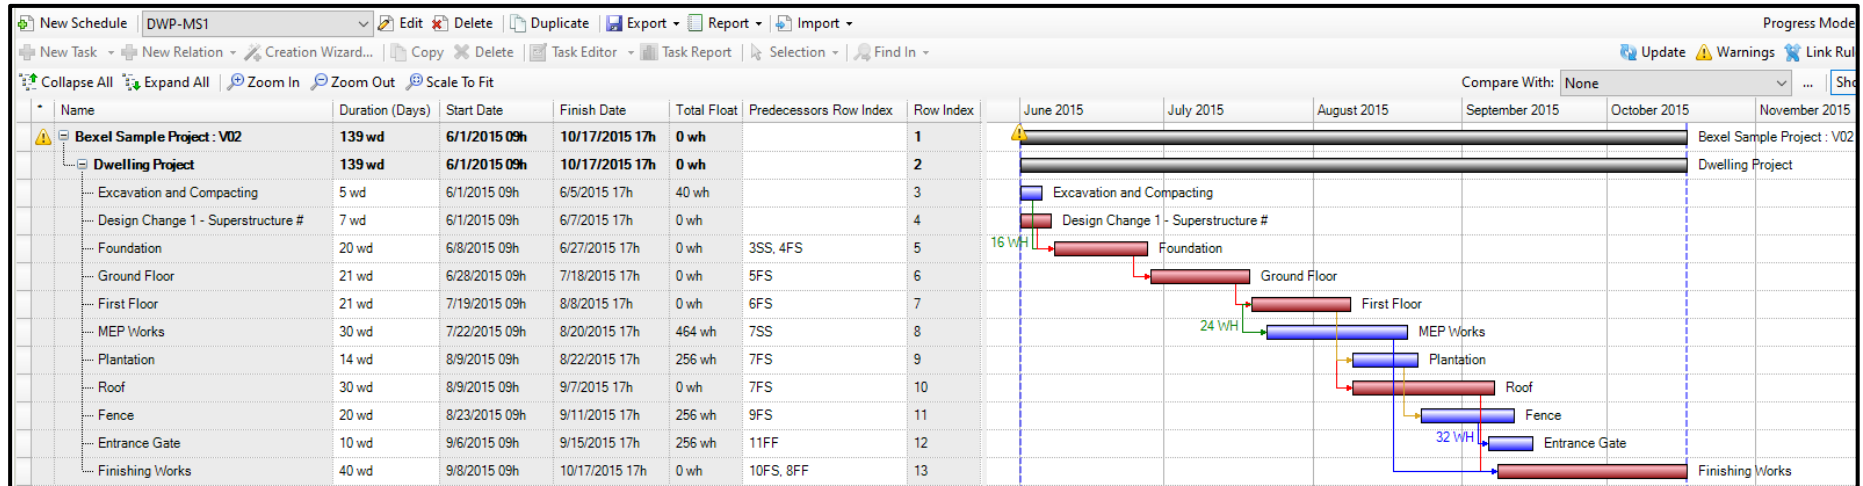 New Schedule DWP-MS1 Edit Delete Duplicate Export Report Import Progress Mode
New Task New Relation Creation Wizard... Copy Delete Task Editor Task Report Selection Find In Update Warnings Link Rul
Collapse All Expand All Zoom In Zoom Out Scale To Fit Compare With: None ... Sho
* Name Duration (Days) Start Date Finish Date Total Float Predecessors Row Index Row Index June 2015 July 2015 August 2015 September 2015 October 2015 November 2015
Bexel Sample Project : V02 139 wd 6/1/2015 09h 10/17/2015 17h 0 wh 1 Bexel Sample Project : V02
Dwelling Project 139 wd 6/1/2015 09h 10/17/2015 17h 0 wh 2 Dwelling Project
Excavation and Compacting 5 wd 6/1/2015 09h 6/5/2015 17h 40 wh 3 Excavation and Compacting
Design Change 1 - Superstructure # 7 wd 6/1/2015 09h 6/7/2015 17h 0 wh 4 Design Change 1 - Superstructure #
Foundation 20 wd 6/8/2015 09h 6/27/2015 17h 0 wh 3SS, 4FS 5 16 WH Foundation
Ground Floor 21 wd 6/28/2015 09h 7/18/2015 17h 0 wh 5FS 6 Ground Floor
First Floor 21 wd 7/19/2015 09h 8/8/2015 17h 0 wh 6FS 7 First Floor
MEP Works 30 wd 7/22/2015 09h 8/20/2015 17h 464 wh 7SS 8 24 WH MEP Works
Plantation 14 wd 8/9/2015 09h 8/22/2015 17h 256 wh 7FS 9 Plantation
Roof 30 wd 8/9/2015 09h 9/7/2015 17h 0 wh 7FS 10 Roof
Fence 20 wd 8/23/2015 09h 9/11/2015 17h 256 wh 9FS 11 Fence
Entrance Gate 10 wd 9/6/2015 09h 9/15/2015 17h 256 wh 11FF 12 32 WH Entrance Gate
Finishing Works 40 wd 9/8/2015 09h 10/17/2015 17h 0 wh 10FS, 8FF 13 Finishing Works